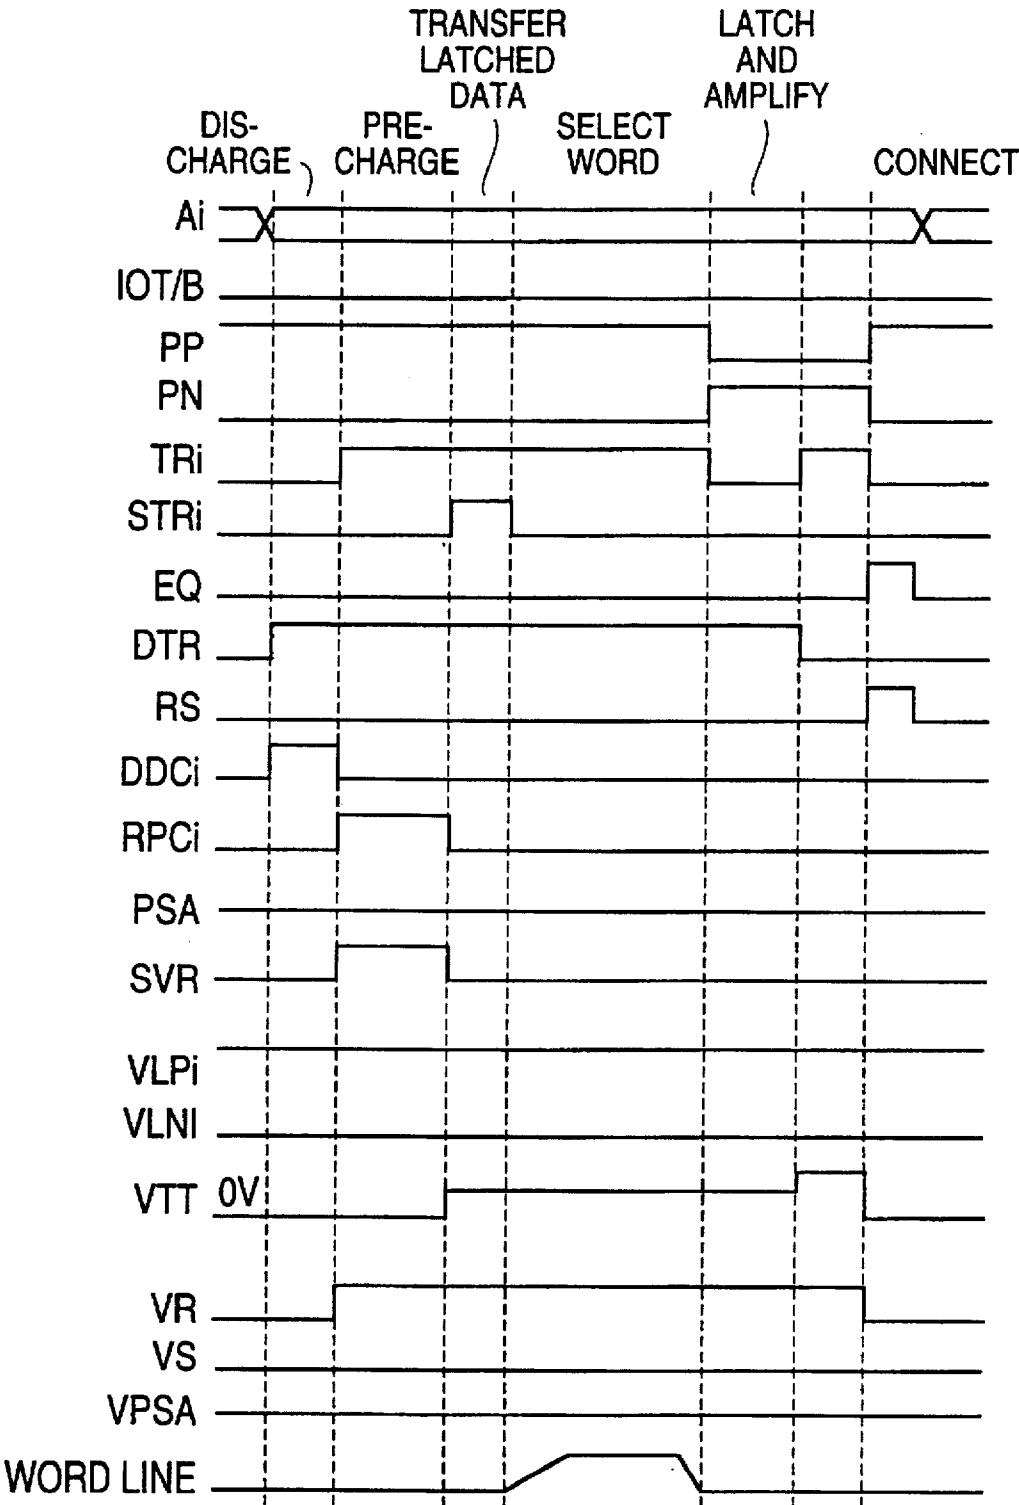 TRANSFER
LATCHED
DATA
LATCH
AND
AMPLIFY
DIS-
CHARGE
PRE-
CHARGE
SELECT
WORD
CONNECT
Ai
IOT/B
PP
PN
TRi
STRi
EQ
DTR
RS
DDCi
RPCi
PSA
SVR
VLPi
VLNI
VTT 0V
VR
VS
VPSA
WORD LINE